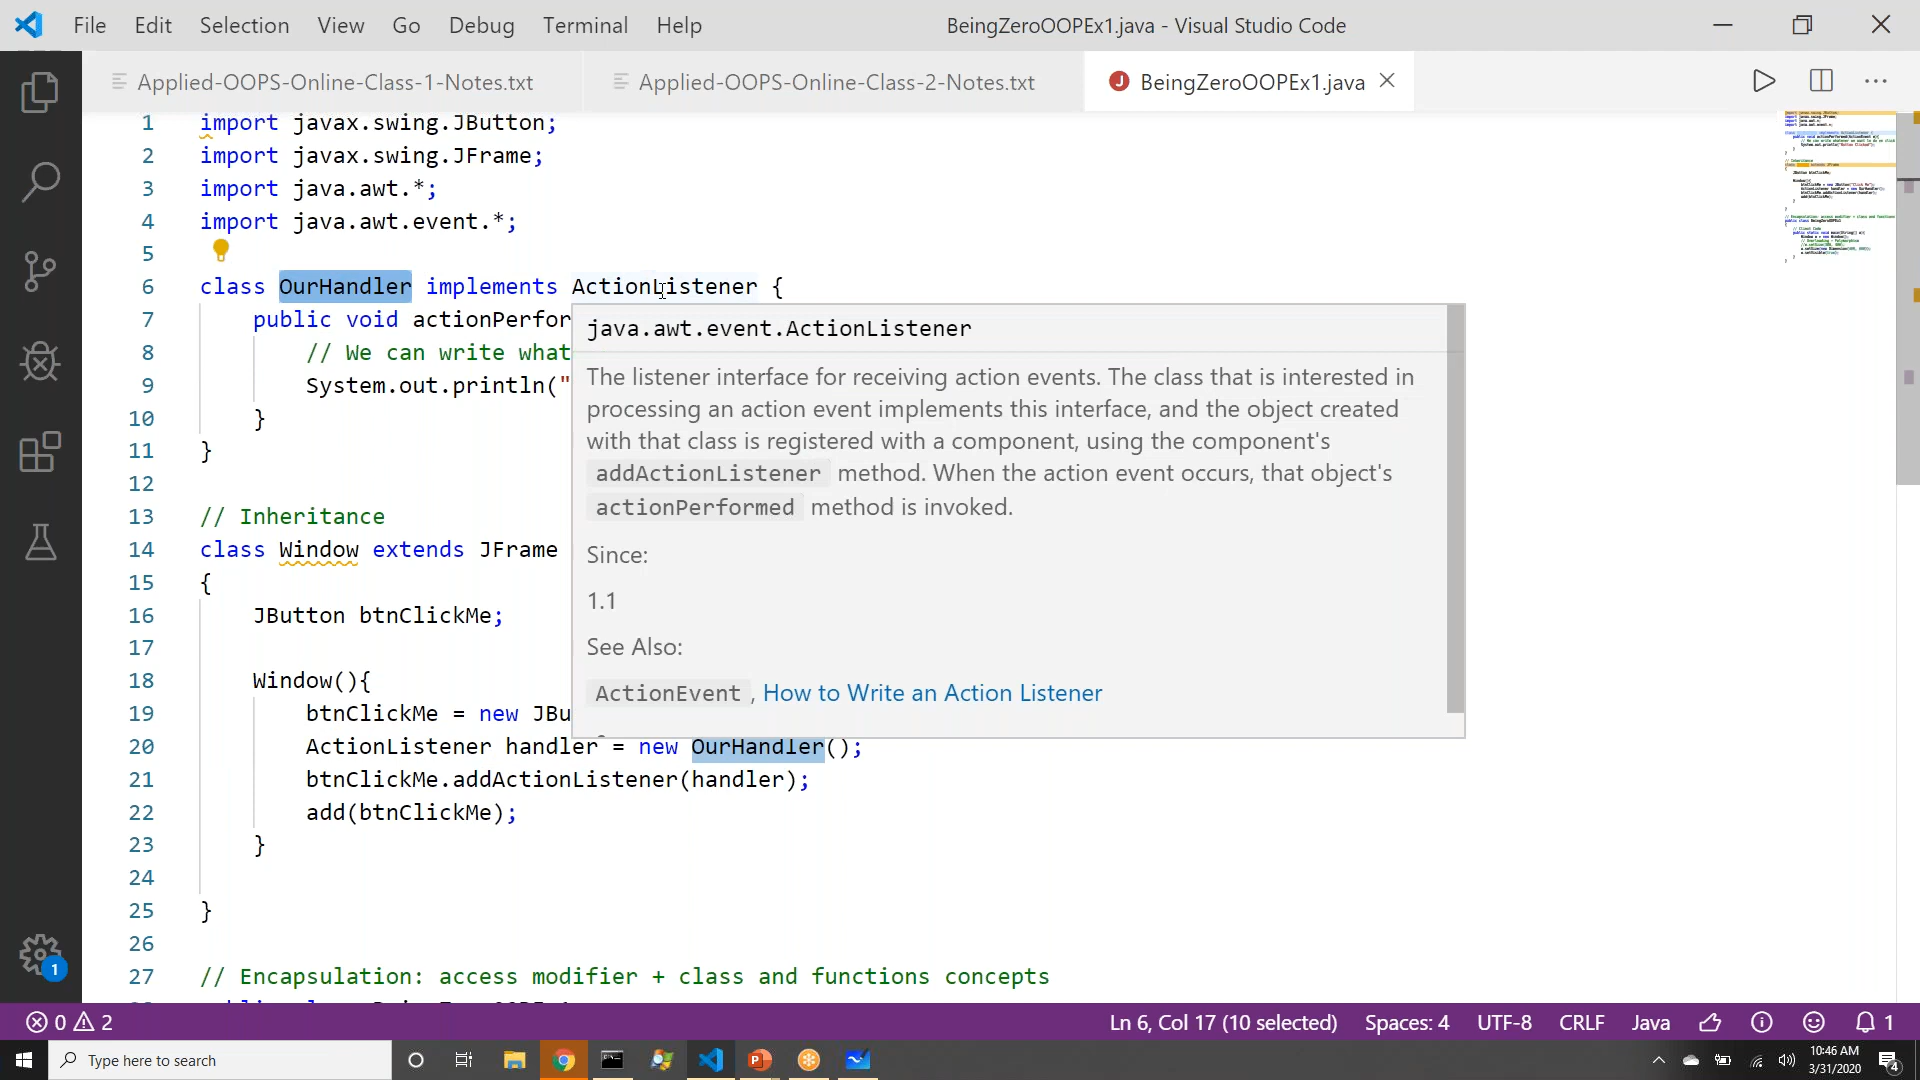 File Edit Selection View Go Debug Terminal Help BeingZeroOOPEx1.java - Visual Studio Code
Applied-OOPS-Online-Class-1-Notes.txt Applied-OOPS-Online-Class-2-Notes.txt J BeingZeroOOPEx1.java
1 import javax.swing.JButton;
2 import javax.swing.JFrame;
3 import java.awt.*;
4 import java.awt.event.*;
5
6 class OurHandler implements ActionListener {
7 public void actionPerfor
8 // We can write what
9 System.out.println("
10 }
11 }
12
13 // Inheritance
14 class Window extends JFrame
15 {
16 JButton btnClickMe;
17
18 Window(){
19 btnClickMe = new JBu
20 ActionListener handler = new OurHandler();
21 btnClickMe.addActionListener(handler);
22 add(btnClickMe);
23 }
24
25 }
26
27 // Encapsulation: access modifier + class and functions concepts
java.awt.event.ActionListener
The listener interface for receiving action events. The class that is interested in
processing an action event implements this interface, and the object created
with that class is registered with a component, using the component's
addActionListener method. When the action event occurs, that object's
actionPerformed method is invoked.
Since:
1.1
See Also:
ActionEvent , How to Write an Action Listener
1
0 2 Ln 6, Col 17 (10 selected) Spaces: 4 UTF-8 CRLF Java 1
Type here to search 10:46 AM
3/31/2020 4